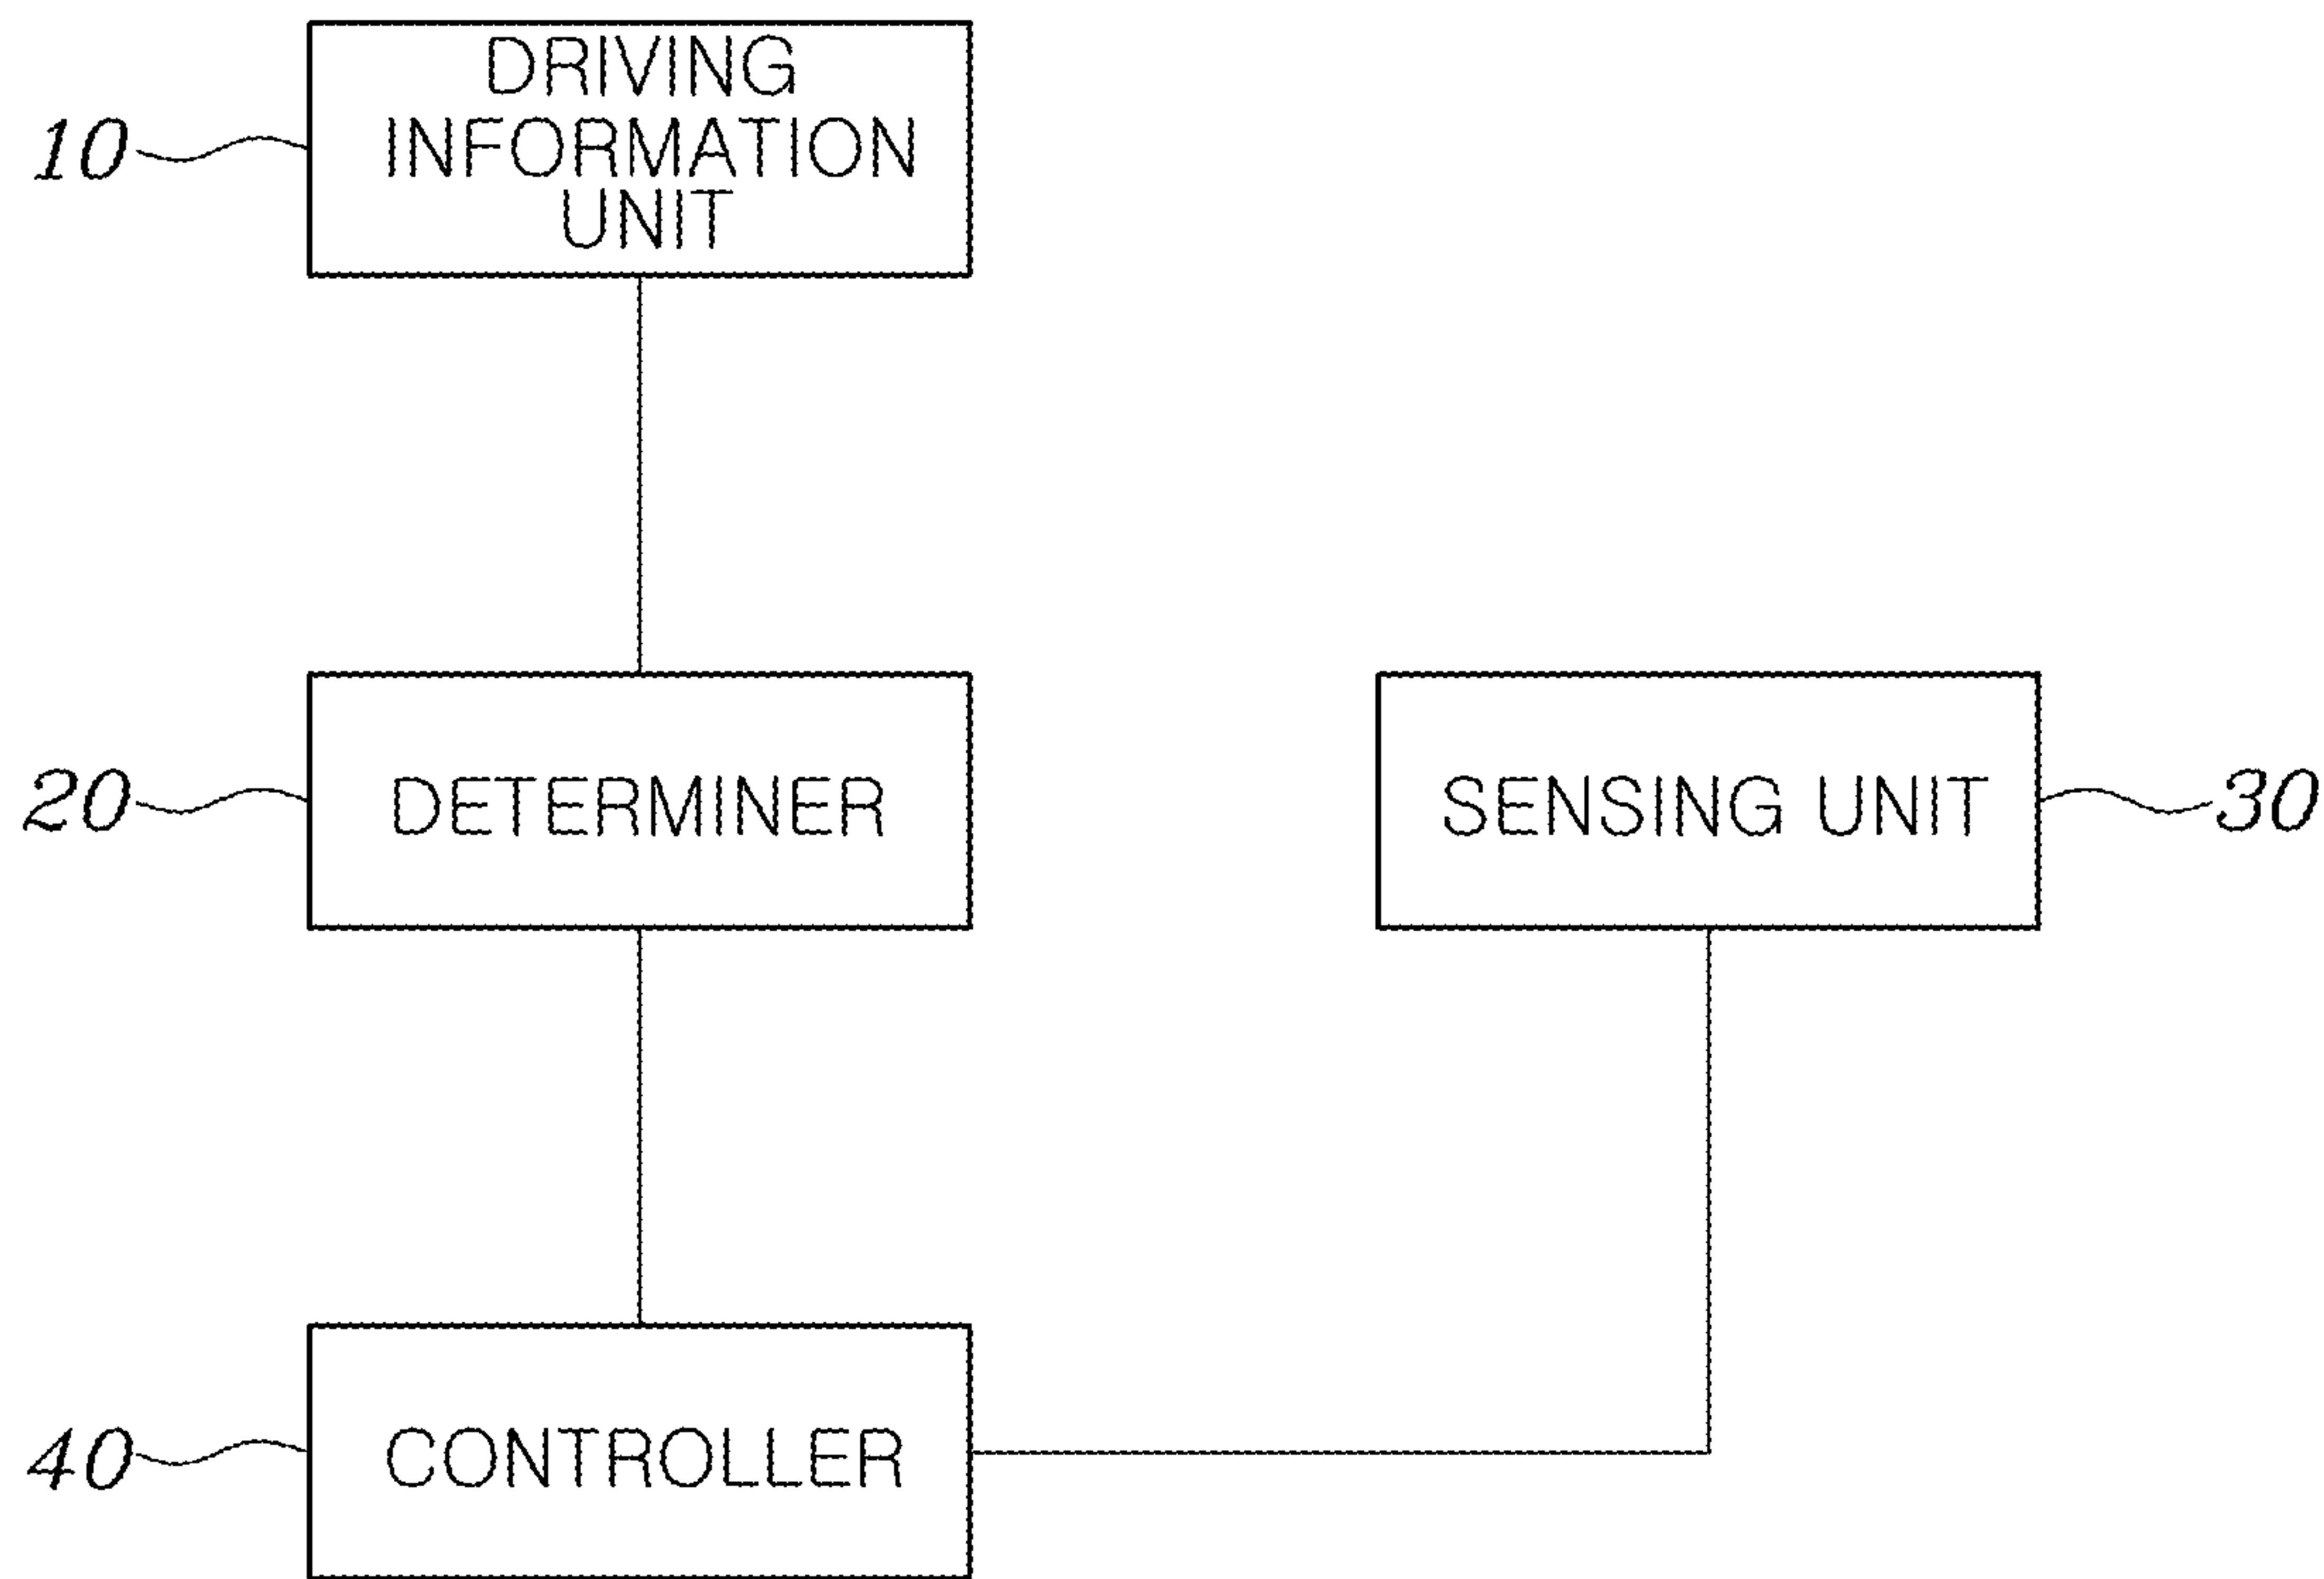 10
DRIVING
INFORMATION
UNIT
20
DETERMINER
SENSING UNIT
30
40
CONTROLLER